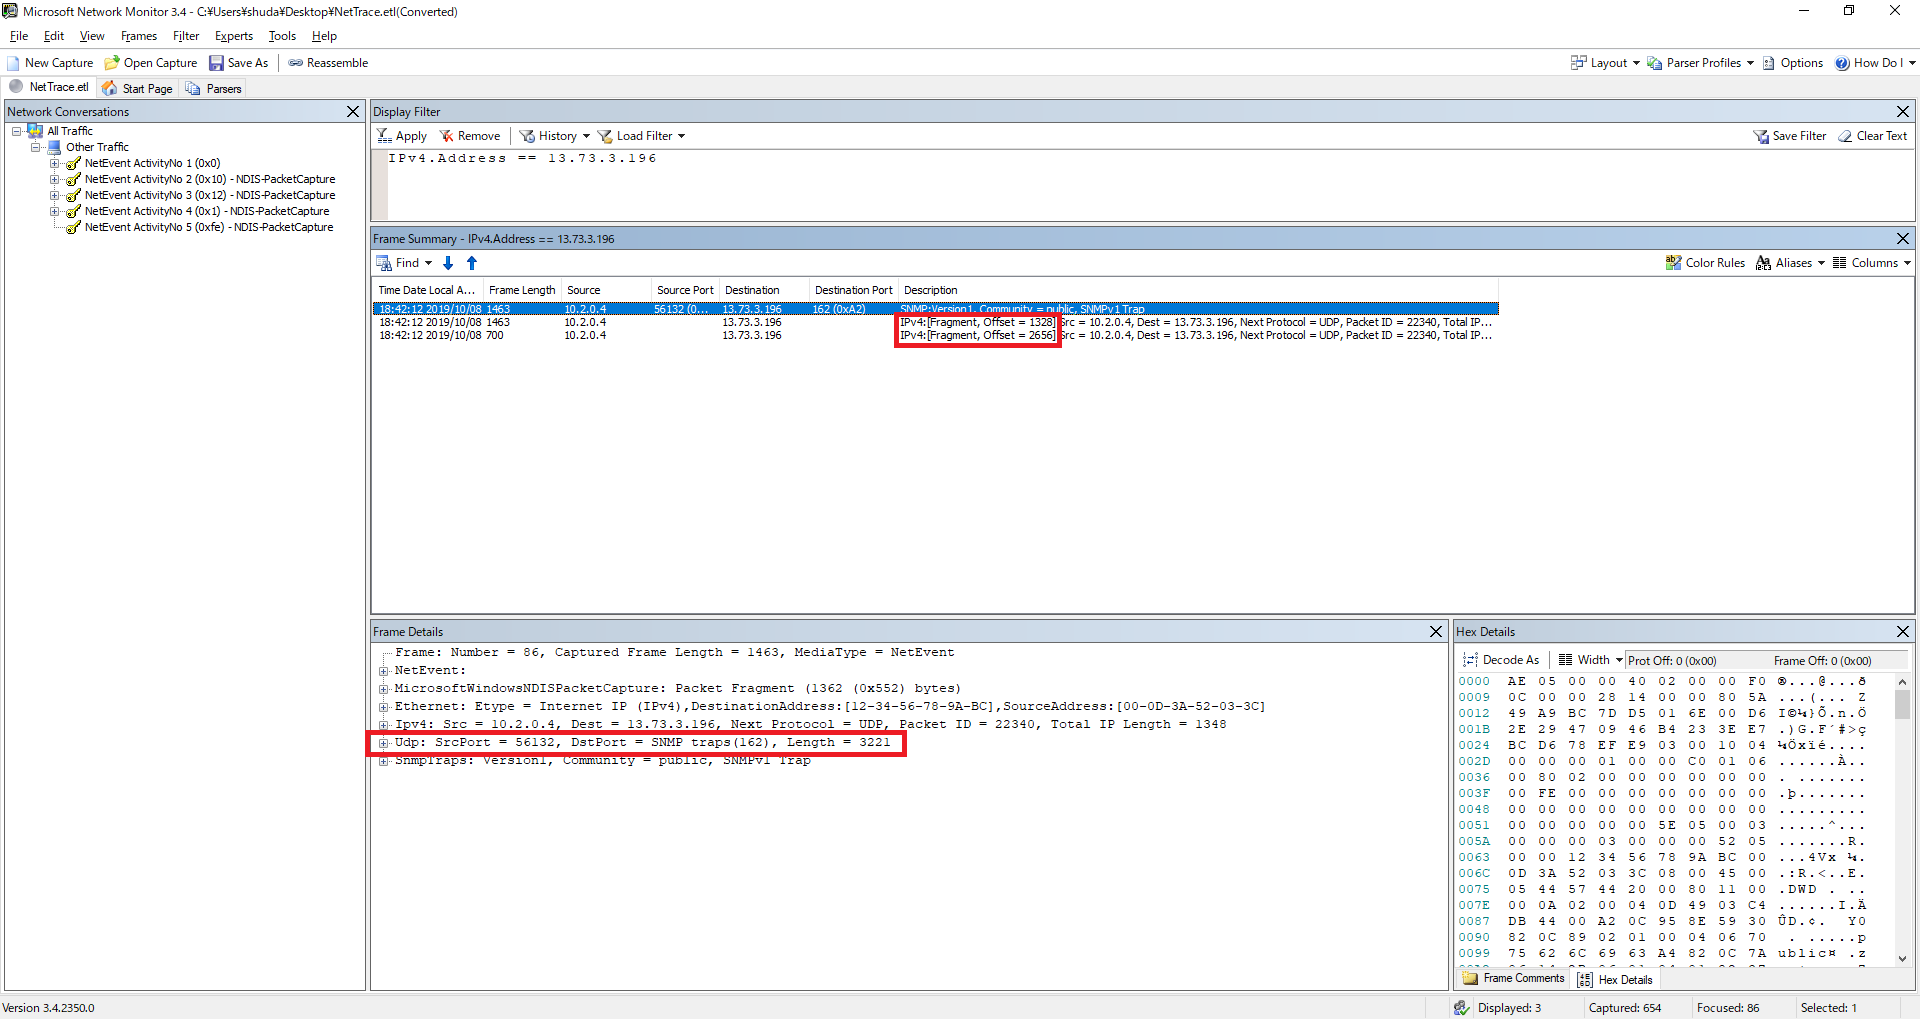 Microsoft Network Monitor 3.4 - C:¥Users¥shuda¥Desktop¥NetTrace.etl(Converted)
File Edit View Frames Filter Experts Tools Help
New Capture Open Capture Save As Reassemble Layout Parser Profiles Options How Do I
NetTrace.etl Start Page Parsers
Network Conversations
All Traffic
Other Traffic
NetEvent ActivityNo 1 (0x0)
NetEvent ActivityNo 2 (0x10) - NDIS-PacketCapture
NetEvent ActivityNo 3 (0x12) - NDIS-PacketCapture
NetEvent ActivityNo 4 (0x1) - NDIS-PacketCapture
NetEvent ActivityNo 5 (0xfe) - NDIS-PacketCapture
Display Filter
Apply Remove History Load Filter Save Filter Clear Text
IPv4.Address == 13.73.3.196
Frame Summary - IPv4.Address == 13.73.3.196
Find Color Rules Aliases Columns
Time Date Local A... Frame Length Source Source Port Destination Destination Port Description
18:42:12 2019/10/08 1463 10.2.0.4 56132 (0... 13.73.3.196 162 (0xA2) SNMP:Version1, Community = public, SNMPv1 Trap
18:42:12 2019/10/08 1463 10.2.0.4 13.73.3.196 IPv4:[Fragment, Offset = 1328] Src = 10.2.0.4, Dest = 13.73.3.196, Next Protocol = UDP, Packet ID = 22340, Total IP...
18:42:12 2019/10/08 700 10.2.0.4 13.73.3.196 IPv4:[Fragment, Offset = 2656] Src = 10.2.0.4, Dest = 13.73.3.196, Next Protocol = UDP, Packet ID = 22340, Total IP...
Frame Details
Frame: Number = 86, Captured Frame Length = 1463, MediaType = NetEvent
NetEvent:
MicrosoftWindowsNDISPacketCapture: Packet Fragment (1362 (0x552) bytes)
Ethernet: Etype = Internet IP (IPv4),DestinationAddress:[12-34-56-78-9A-BC],SourceAddress:[00-0D-3A-52-03-3C]
Ipv4: Src = 10.2.0.4, Dest = 13.73.3.196, Next Protocol = UDP, Packet ID = 22340, Total IP Length = 1348
Udp: SrcPort = 56132, DstPort = SNMP traps(162), Length = 3221
SnmpTraps: Version1, Community = public, SNMPv1 Trap
Hex Details
Decode As Width Prot Off: 0 (0x00) Frame Off: 0 (0x00)
0000 AE 05 00 00 40 02 00 00 F0 ®...@...ð
0009 0C 00 00 28 14 00 00 80 5A ...(... Z
0012 49 A9 BC 7D D5 01 6E 00 D6 I©¼}Õ.n.Ö
001B 2E 29 47 09 46 B4 23 3E E7 .)G.F´#>ç
0024 BC D6 78 EF E9 03 00 10 04 ¼Öxïé....
002D 00 00 00 01 00 00 C0 01 06 ......À..
0036 00 80 02 00 00 00 00 00 00 . .......
003F 00 FE 00 00 00 00 00 00 00 .þ.......
0048 00 00 00 00 00 00 00 00 00 .........
0051 00 00 00 00 00 5E 05 00 03 .....^...
005A 00 00 00 03 00 00 00 52 05 .......R.
0063 00 00 12 34 56 78 9A BC 00 ...4Vx ¼.
006C 0D 3A 52 03 3C 08 00 45 00 .:R.<..E.
0075 05 44 57 44 20 00 80 11 00 .DWD . ..
007E 00 0A 02 00 04 0D 49 03 C4 ......I.Ä
0087 DB 44 00 A2 0C 95 8E 59 30 ÛD.¢. Y0
0090 82 0C 89 02 01 00 04 06 70 . .....p
0099 75 62 6C 69 63 A4 82 0C 7A ublic¤ .z
Frame Comments Hex Details
Version 3.4.2350.0 Displayed: 3 Captured: 654 Focused: 86 Selected: 1